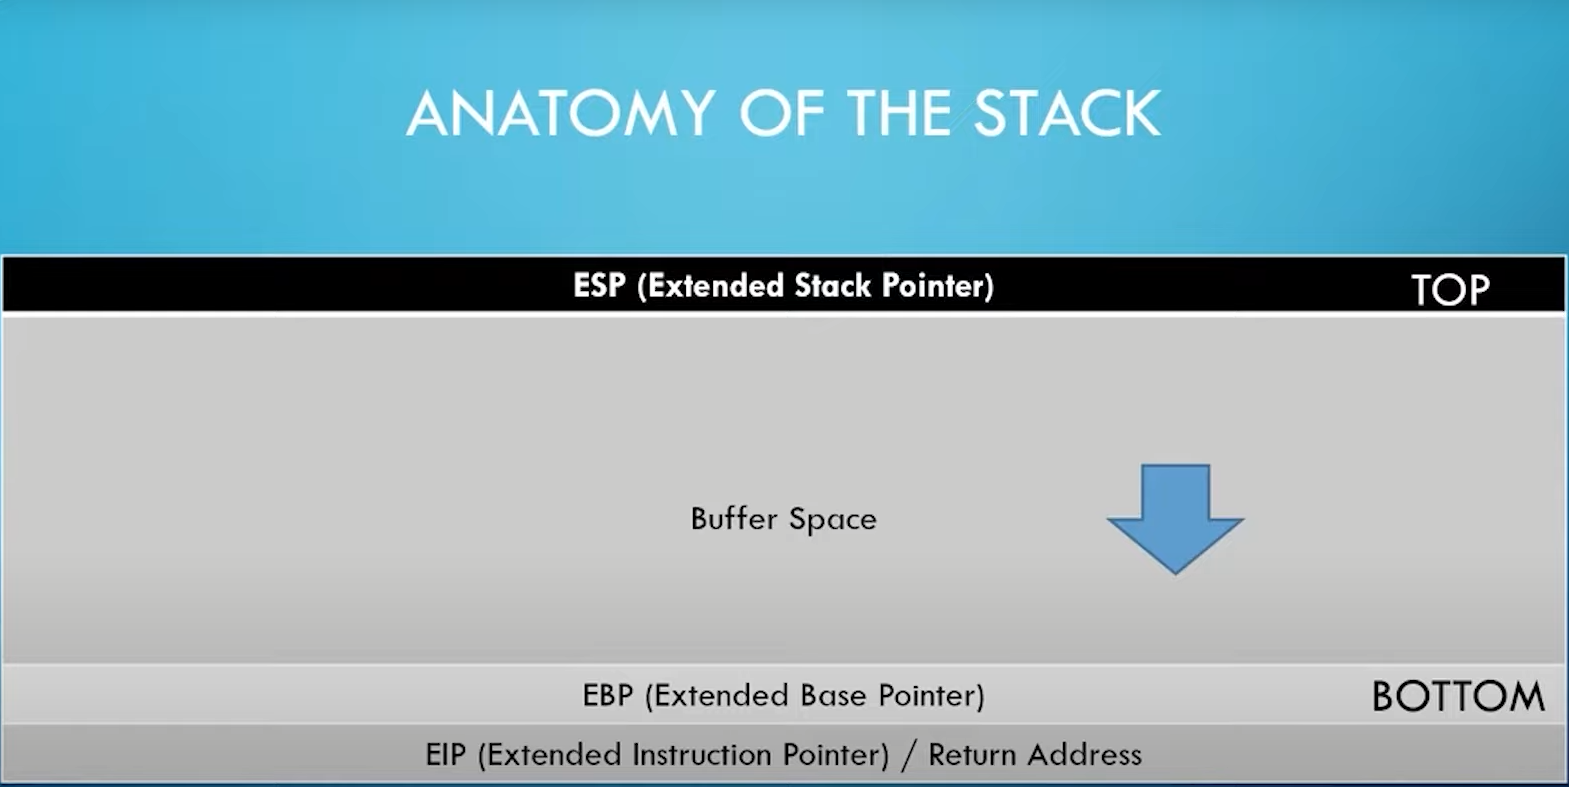 ANATOMY OF THE STACK
ESP (Extended Stack Pointer) TOP
Buffer Space
EBP (Extended Base Pointer) BOTTOM
EIP (Extended Instruction Pointer) / Return Address